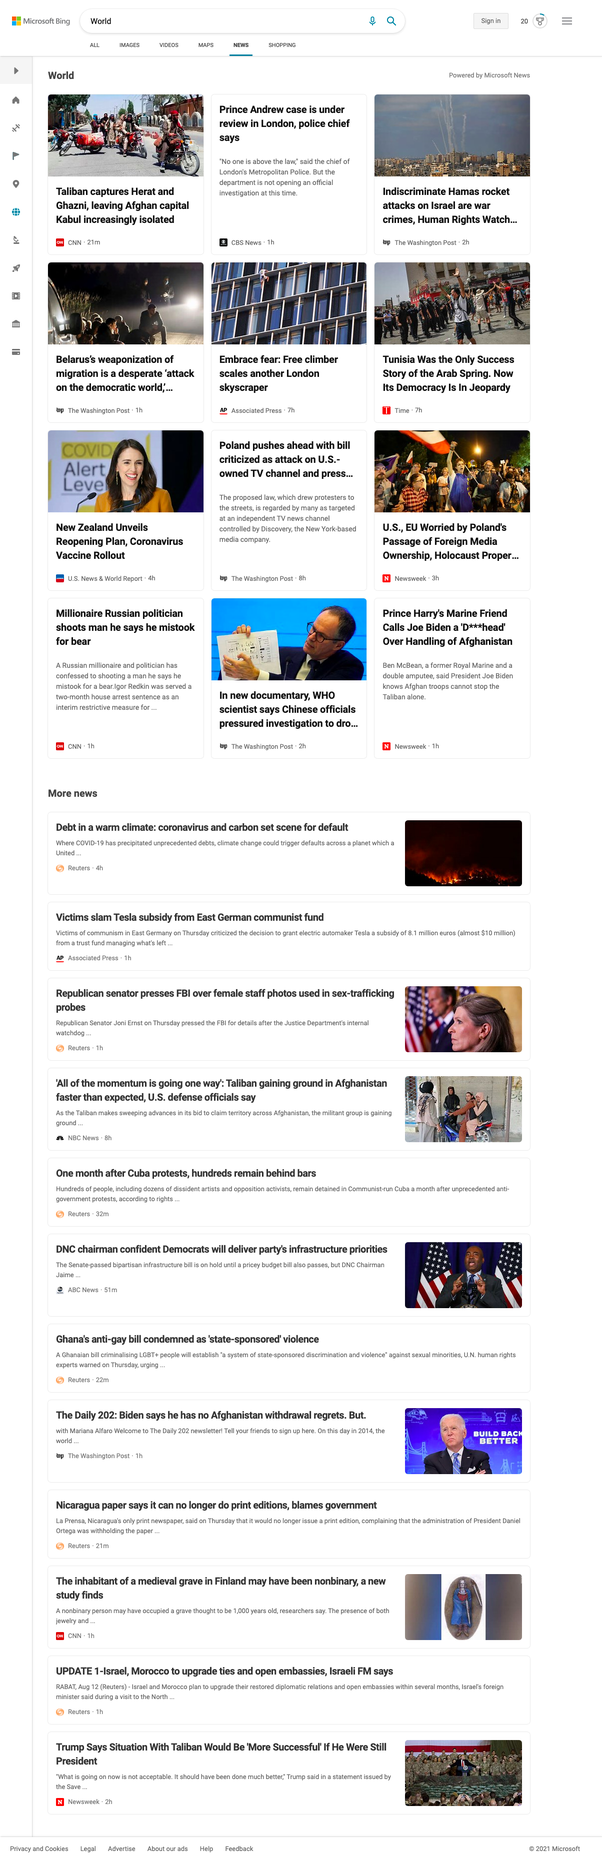 Microsoft Bing
World
Sign in
20
ALL
IMAGES
VIDEOS
MAPS
NEWS
SHOPPING
World
Powered by Microsoft News
Taliban captures Herat and
Ghazni, leaving Afghan capital
Kabul increasingly isolated
CNN · 21m
Prince Andrew case is under
review in London, police chief
says
"No one is above the law," said the chief of
London's Metropolitan Police. But the
department is not opening an official
investigation at this time.
CBS News · 1h
Indiscriminate Hamas rocket
attacks on Israel are war
crimes, Human Rights Watch...
The Washington Post · 2h
Belarus's weaponization of
migration is a desperate 'attack
on the democratic world,'...
The Washington Post · 1h
Embrace fear: Free climber
scales another London
skyscraper
AP
Associated Press · 7h
Tunisia Was the Only Success
Story of the Arab Spring. Now
Its Democracy Is In Jeopardy
Time · 7h
COVID
Alert
Leve
New Zealand Unveils
Reopening Plan, Coronavirus
Vaccine Rollout
U.S. News & World Report · 4h
Poland pushes ahead with bill
criticized as attack on U.S.-
owned TV channel and press...
The proposed law, which drew protesters to
the streets, is regarded by many as targeted
at an independent TV news channel
controlled by Discovery, the New York-based
media company.
The Washington Post · 8h
U.S., EU Worried by Poland's
Passage of Foreign Media
Ownership, Holocaust Proper...
Newsweek · 3h
Millionaire Russian politician
shoots man he says he mistook
for bear
A Russian millionaire and politician has
confessed to shooting a man he says he
mistook for a bear.Igor Redkin was served a
two-month house arrest sentence as an
interim restrictive measure for ...
CNN · 1h
In new documentary, WHO
scientist says Chinese officials
pressured investigation to dro...
The Washington Post · 2h
Prince Harry's Marine Friend
Calls Joe Biden a 'D***head'
Over Handling of Afghanistan
Ben McBean, a former Royal Marine and a
double amputee, said President Joe Biden
knows Afghan troops cannot stop the
Taliban alone.
Newsweek · 1h
More news
Debt in a warm climate: coronavirus and carbon set scene for default
Where COVID-19 has precipitated unprecedented debts, climate change could trigger defaults across a planet which a
United ...
Reuters · 4h
Victims slam Tesla subsidy from East German communist fund
Victims of communism in East Germany on Thursday criticized the decision to grant electric automaker Tesla a subsidy of 8.1 million euros (almost $10 million)
from a trust fund managing what's left ...
AP
Associated Press · 1h
Republican senator presses FBI over female staff photos used in sex-trafficking
probes
Republican Senator Joni Ernst on Thursday pressed the FBI for details after the Justice Department's internal
watchdog ...
Reuters · 1h
'All of the momentum is going one way': Taliban gaining ground in Afghanistan
faster than expected, U.S. defense officials say
As the Taliban makes sweeping advances in its bid to claim territory across Afghanistan, the militant group is gaining
ground ...
NBC News · 8h
One month after Cuba protests, hundreds remain behind bars
Hundreds of people, including dozens of dissident artists and opposition activists, remain detained in Communist-run Cuba a month after unprecedented anti-
government protests, according to rights ...
Reuters · 32m
DNC chairman confident Democrats will deliver party's infrastructure priorities
The Senate-passed bipartisan infrastructure bill is on hold until a pricey budget bill also passes, but DNC Chairman
Jaime ...
ABC News · 51m
Ghana's anti-gay bill condemned as 'state-sponsored' violence
A Ghanaian bill criminalising LGBT+ people will establish "a system of state-sponsored discrimination and violence" against sexual minorities, U.N. human rights
experts warned on Thursday, urging ...
Reuters · 22m
The Daily 202: Biden says he has no Afghanistan withdrawal regrets. But.
with Mariana Alfaro Welcome to The Daily 202 newsletter! Tell your friends to sign up here. On this day in 2014, the
world ...
The Washington Post · 1h
BUILD BACK
BETTER
Nicaragua paper says it can no longer do print editions, blames government
La Prensa, Nicaragua's only print newspaper, said on Thursday that it would no longer issue a print edition, complaining that the administration of President Daniel
Ortega was withholding the paper ...
Reuters · 21m
The inhabitant of a medieval grave in Finland may have been nonbinary, a new
study finds
A nonbinary person may have occupied a grave thought to be 1,000 years old, researchers say. The presence of both
jewelry and ...
CNN · 1h
UPDATE 1-Israel, Morocco to upgrade ties and open embassies, Israeli FM says
RABAT, Aug 12 (Reuters) - Israel and Morocco plan to upgrade their restored diplomatic relations and open embassies within several months, Israel's foreign
minister said during a visit to the North ...
Reuters · 1h
Trump Says Situation With Taliban Would Be 'More Successful' If He Were Still
President
"What is going on now is not acceptable. It should have been done much better," Trump said in a statement issued by
the Save ...
Newsweek · 2h
Privacy and Cookies
Legal
Advertise
About our ads
Help
Feedback
© 2021 Microsoft